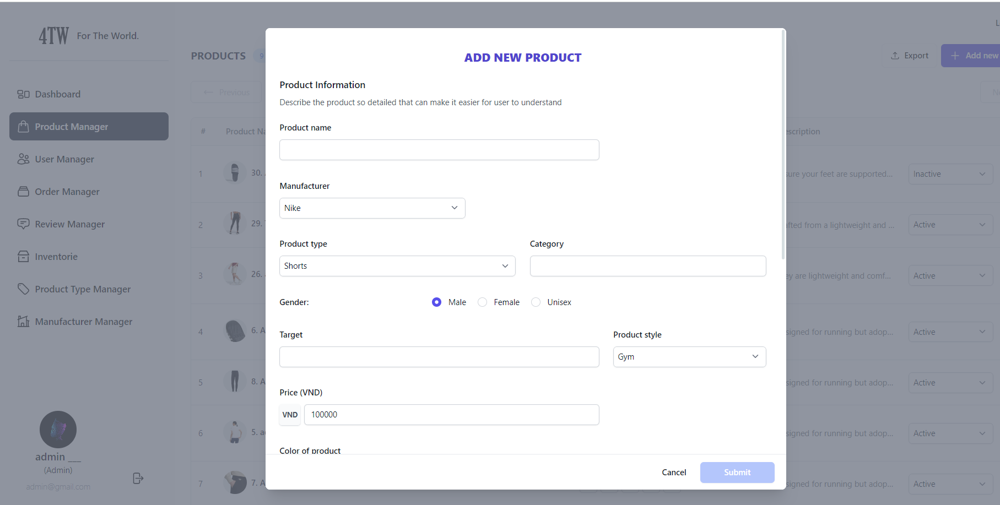 4TW For The World.
Dashboard
Product Manager
User Manager
Order Manager
Review Manager
Inventorie
Product Type Manager
Manufacturer Manager
admin ___
(Admin)
admin@gmail.com
PRODUCTS 9
Export
Add new
Previous
# Product Na
escription
1 30.
sure your feet are supported... Inactive
2 29.
afted from a lightweight and ... Active
3 26.
ey are lightweight and comf... Active
4 6. A
signed for running but adop... Active
5 8. A
signed for running but adop... Active
6 5. a
signed for running but adop... Active
7 7. A
signed for running but adop... Active
ADD NEW PRODUCT
Product Information
Describe the product so detailed that can make it easier for user to understand
Product name
Manufacturer
Nike
Product type Category
Shorts
Gender: Male Female Unisex
Target Product style
Gym
Price (VND)
VND 100000
Color of product
Cancel Submit